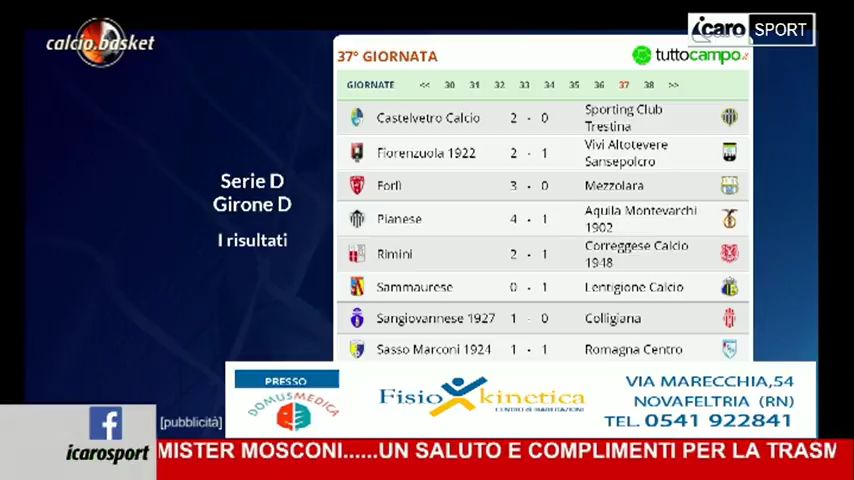 calcio.basket
icaro SPORT
37° GIORNATA
tuttocampo.it
GIORNATE << 30 31 32 33 34 35 36 37 38 >>
Castelvetro Calcio 2 - 0 Sporting Club Trestina
Fiorenzuola 1922 2 - 1 Vivi Altotevere Sansepolcro
Forlì 3 - 0 Mezzolara
Pianese 4 - 1 Aquila Montevarchi 1902
Rimini 2 - 1 Correggese Calcio 1948
Sammaurese 0 - 1 Lentigione Calcio
Sangiovannese 1927 1 - 0 Colligiana
Sasso Marconi 1924 1 - 1 Romagna Centro
Serie D
Girone D
I risultati
PRESSO
DOMUSMEDICA
Fisio kinetica
CENTRO di RIABILITAZIONE
VIA MARECCHIA,54
NOVAFELTRIA (RN)
TEL. 0541 922841
[pubblicità]
icarosport
MISTER MOSCONI......UN SALUTO E COMPLIMENTI PER LA TRASM